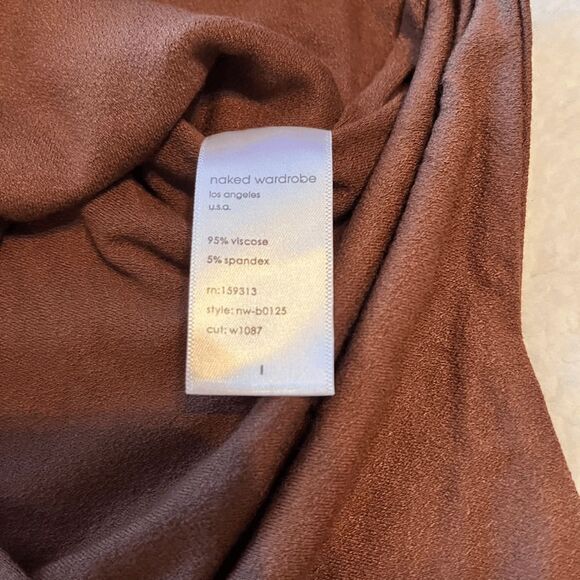 naked wardrobe
los angeles
u.s.a.
95% viscose
5% spandex
rn:159313
style: nw-b0125
cut: w1087
l